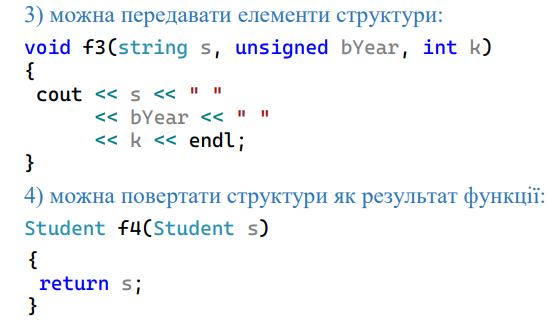 3) можна передавати елементи структури:
void f3(string s, unsigned bYear, int k)
{
cout << s << " "
<< bYear << " "
<< k << endl;
}
4) можна повертати структури як результат функції:
Student f4(Student s)
{
return s;
}